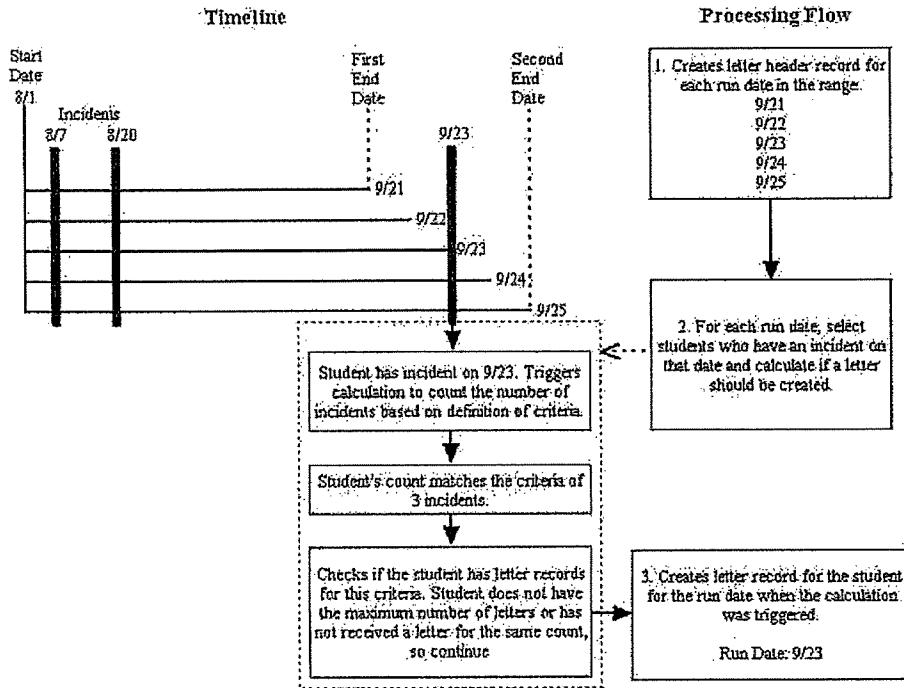 Timeline
Processing Flow
Start
Date
8/1
First
End
Date
Second
End
Date
Incidents
8/7
8/20
9/23
9/21
9/22
9/23
9/24
9/25
1. Creates letter header record for
each run date in the range.
9/21
9/22
9/23
9/24
9/25
2. For each run date, select
students who have an incident on
that date and calculate if a letter
should be created.
Student has incident on 9/23. Triggers
calculation to count the number of
incidents based on definition of criteria.
Student's count matches the criteria of
3 incidents.
Checks if the student has letter records
for this criteria. Student does not have
the maximum number of letters or has
not received a letter for the same count,
so continue
3. Creates letter record for the student
for the run date when the calculation
was triggered.
Run Date: 9/23